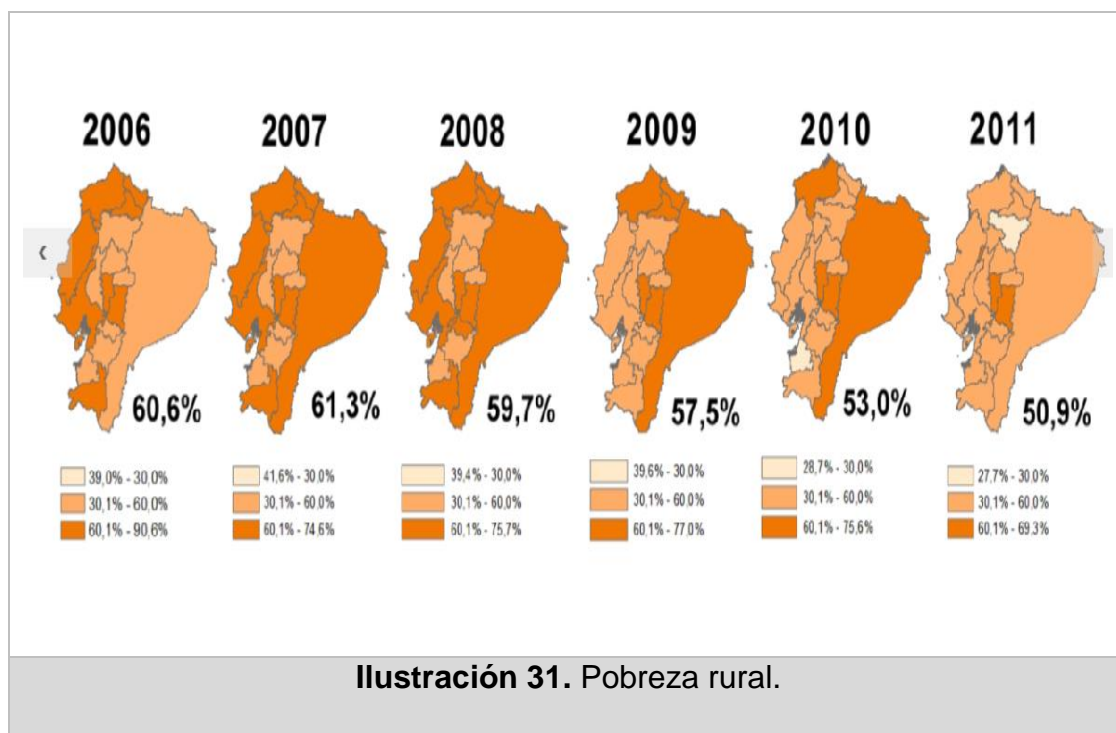 2006
2007
2008
2009
2010
2011
60,6%
61,3%
59,7%
57,5%
53,0%
50,9%
39,0% - 30,0%
30,1% - 60,0%
60,1% - 90,6%
41,6% - 30,0%
30,1% - 60,0%
60,1% - 74,6%
39,4% - 30,0%
30,1% - 60,0%
60,1% - 75,7%
39,6% - 30,0%
30,1% - 60,0%
60,1% - 77,0%
28,7% - 30,0%
30,1% - 60,0%
60,1% - 75,6%
27,7% - 30,0%
30,1% - 60,0%
60,1% - 69,3%
Ilustración 31. Pobreza rural.